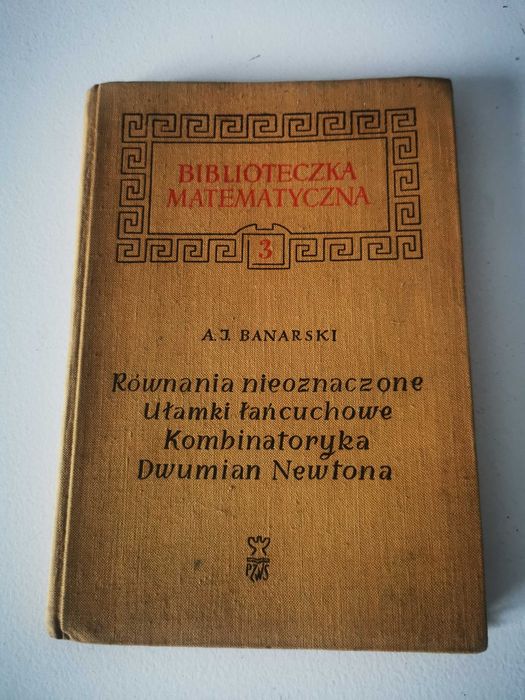 BIBLIOTECZKA
MATEMATYCZNA
3
A.J. BANARSKI
Równania nieoznaczone
Ułamki łańcuchowe
Kombinatoryka
Dwumian Newtona
PZWS